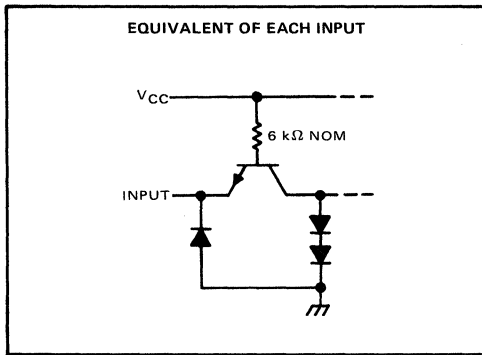 EQUIVALENT OF EACH INPUT
VCC
6 kΩ NOM
INPUT